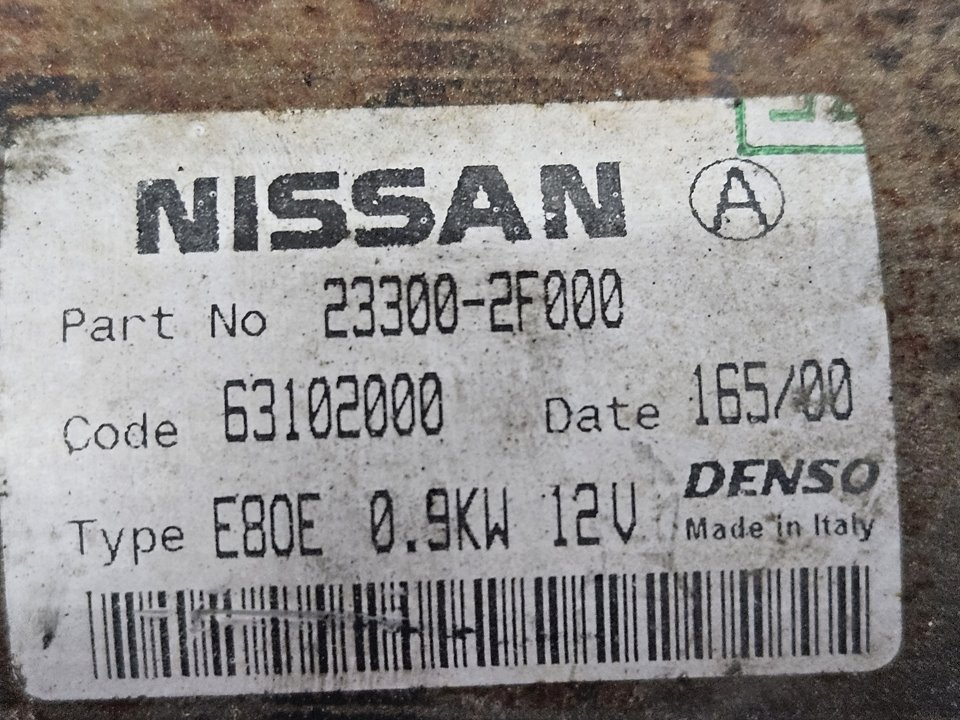 NISSAN A
Part No 23300-2F000
Code 63102000 Date 165/00
DENSO
Type E80E 0.9KW 12V Made in Italy